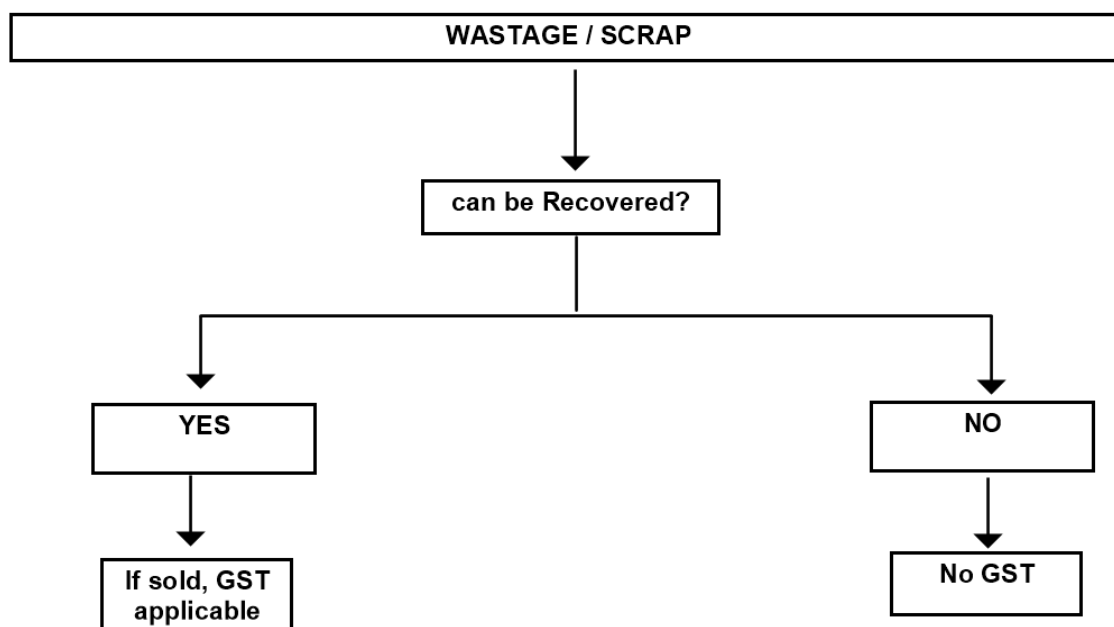 WASTAGE / SCRAP
can be Recovered?
YES
NO
If sold, GST
applicable
No GST